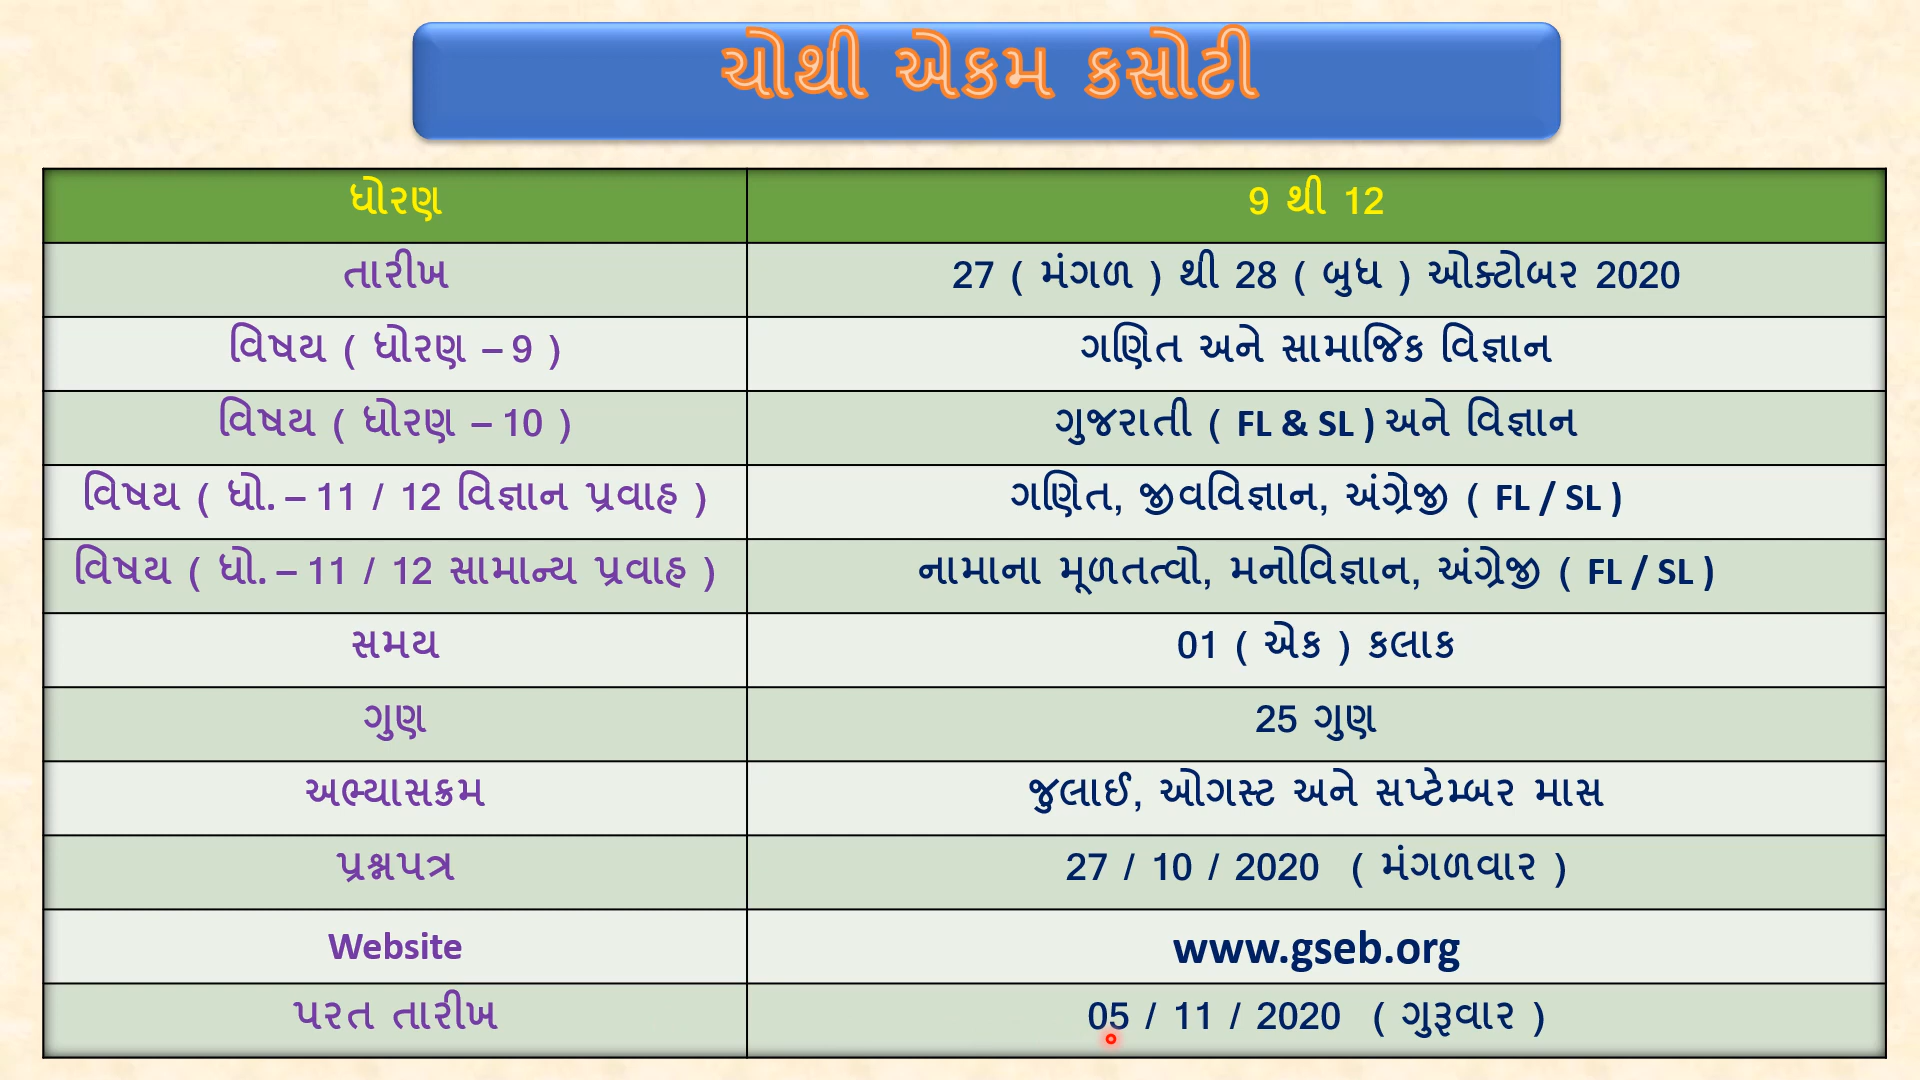 ચોથી એકમ કસોટી
ધોરણ 9 થી 12
તારીખ 27 ( મંગળ ) થી 28 ( બુધ ) ઓક્ટોબર 2020
વિષય ( ધોરણ – 9 ) ગણિત અને સામાજિક વિજ્ઞાન
વિષય ( ધોરણ – 10 ) ગુજરાતી ( FL & SL ) અને વિજ્ઞાન
વિષય ( ધો. – 11 / 12 વિજ્ઞાન પ્રવાહ ) ગણિત, જીવવિજ્ઞાન, અંગ્રેજી ( FL / SL )
વિષય ( ધો. – 11 / 12 સામાન્ય પ્રવાહ ) નામાના મૂળતત્વો, મનોવિજ્ઞાન, અંગ્રેજી ( FL / SL )
સમય 01 ( એક ) કલાક
ગુણ 25 ગુણ
અભ્યાસક્રમ જુલાઈ, ઓગસ્ટ અને સપ્ટેમ્બર માસ
પ્રશ્નપત્ર 27 / 10 / 2020 ( મંગળવાર )
Website www.gseb.org
પરત તારીખ 05 / 11 / 2020 ( ગુરૂવાર )